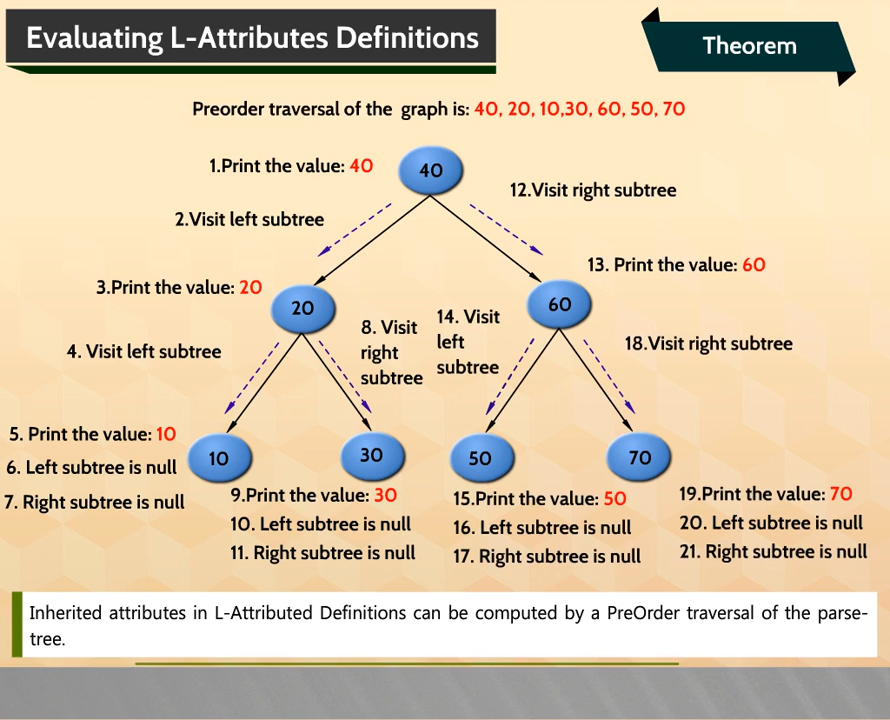 Evaluating L-Attributes Definitions
Theorem
Preorder traversal of the graph is: 40, 20, 10,30, 60, 50, 70
1.Print the value: 40
40
12.Visit right subtree
2.Visit left subtree
13. Print the value: 60
3.Print the value: 20
20
60
8. Visit
right
subtree
14. Visit
left
subtree
4. Visit left subtree
18.Visit right subtree
5. Print the value: 10
6. Left subtree is null
7. Right subtree is null
10
30
50
70
9.Print the value: 30
10. Left subtree is null
11. Right subtree is null
15.Print the value: 50
16. Left subtree is null
17. Right subtree is null
19.Print the value: 70
20. Left subtree is null
21. Right subtree is null
Inherited attributes in L-Attributed Definitions can be computed by a PreOrder traversal of the parse-
tree.